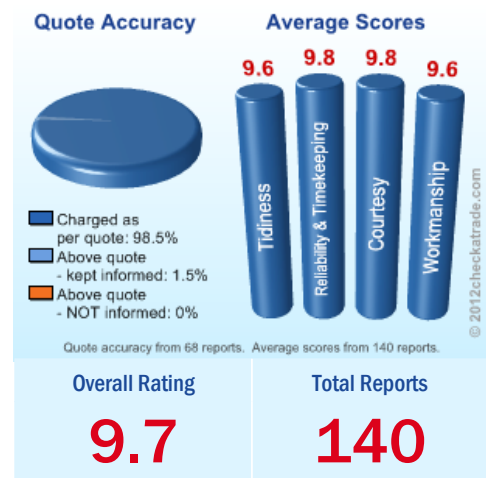 Quote Accuracy
Charged as
per quote: 98.5%
Above quote
- kept informed: 1.5%
Above quote
- NOT informed: 0%
Average Scores
9.6
9.8
9.8
9.6
Tidiness
Reliability & Timekeeping
Courtesy
Workmanship
© 2012checkatrade.com
Quote accuracy from 68 reports. Average scores from 140 reports.
Overall Rating
9.7
Total Reports
140